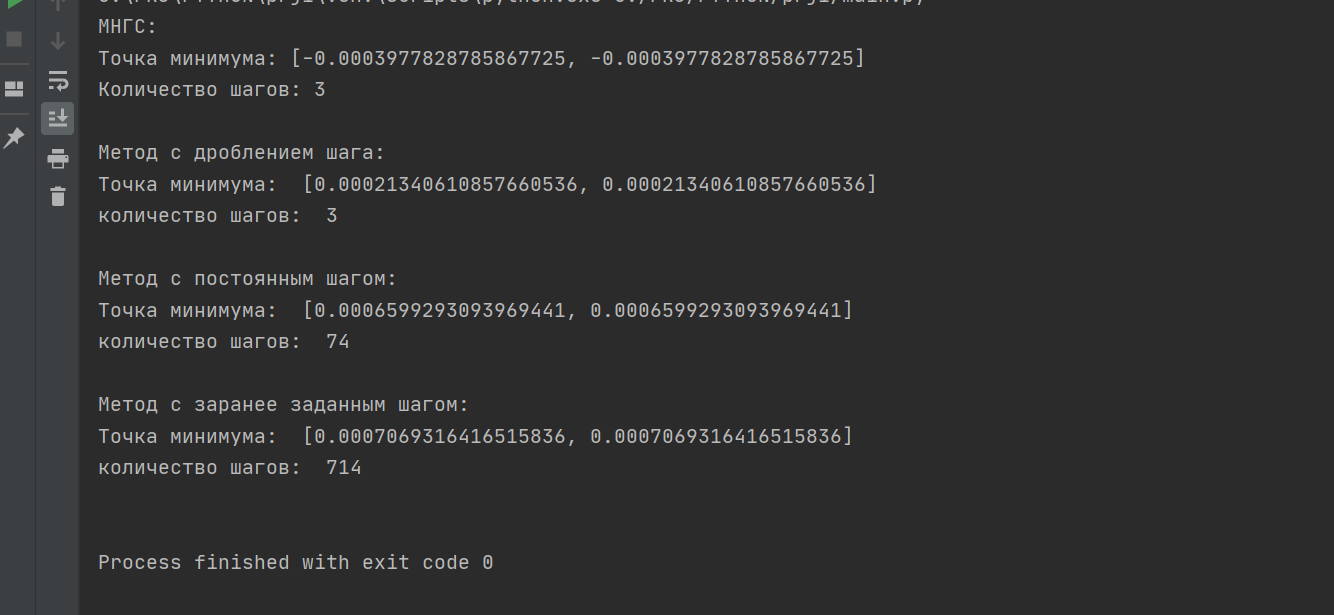 МНГС:
Точка минимума: [-0.0003977828785867725, -0.0003977828785867725]
Количество шагов: 3
Метод с дроблением шага:
Точка минимума:  [0.00021340610857660536, 0.00021340610857660536]
количество шагов:  3
Метод с постоянным шагом:
Точка минимума:  [0.0006599293093969441, 0.0006599293093969441]
количество шагов:  74
Метод с заранее заданным шагом:
Точка минимума:  [0.0007069316416515836, 0.0007069316416515836]
количество шагов:  714
Process finished with exit code 0